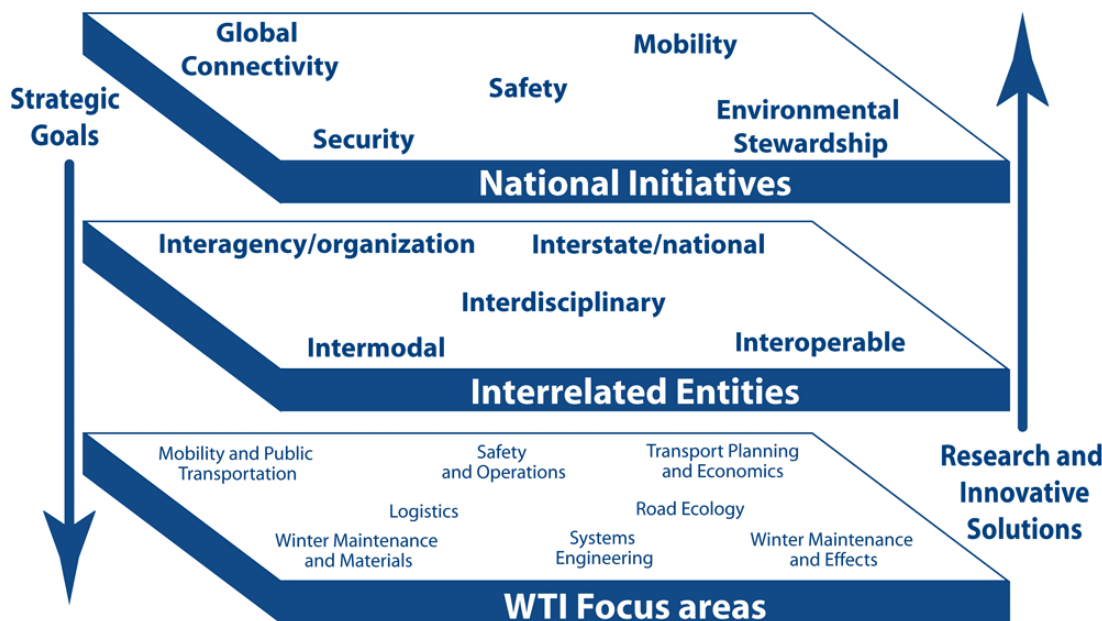 Strategic
Goals
Global
Connectivity
Mobility
Safety
Security
Environmental
Stewardship
National Initiatives
Interagency/organization
Interstate/national
Interdisciplinary
Intermodal
Interoperable
Interrelated Entities
Mobility and Public
Transportation
Safety
and Operations
Transport Planning
and Economics
Logistics
Road Ecology
Winter Maintenance
and Materials
Systems
Engineering
Winter Maintenance
and Effects
WTI Focus areas
Research and
Innovative
Solutions